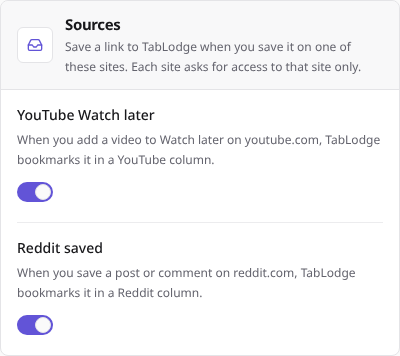 Sources
Save a link to TabLodge when you save it on one of
these sites. Each site asks for access to that site only.
YouTube Watch later
When you add a video to Watch later on youtube.com, TabLodge
bookmarks it in a YouTube column.
Reddit saved
When you save a post or comment on reddit.com, TabLodge
bookmarks it in a Reddit column.